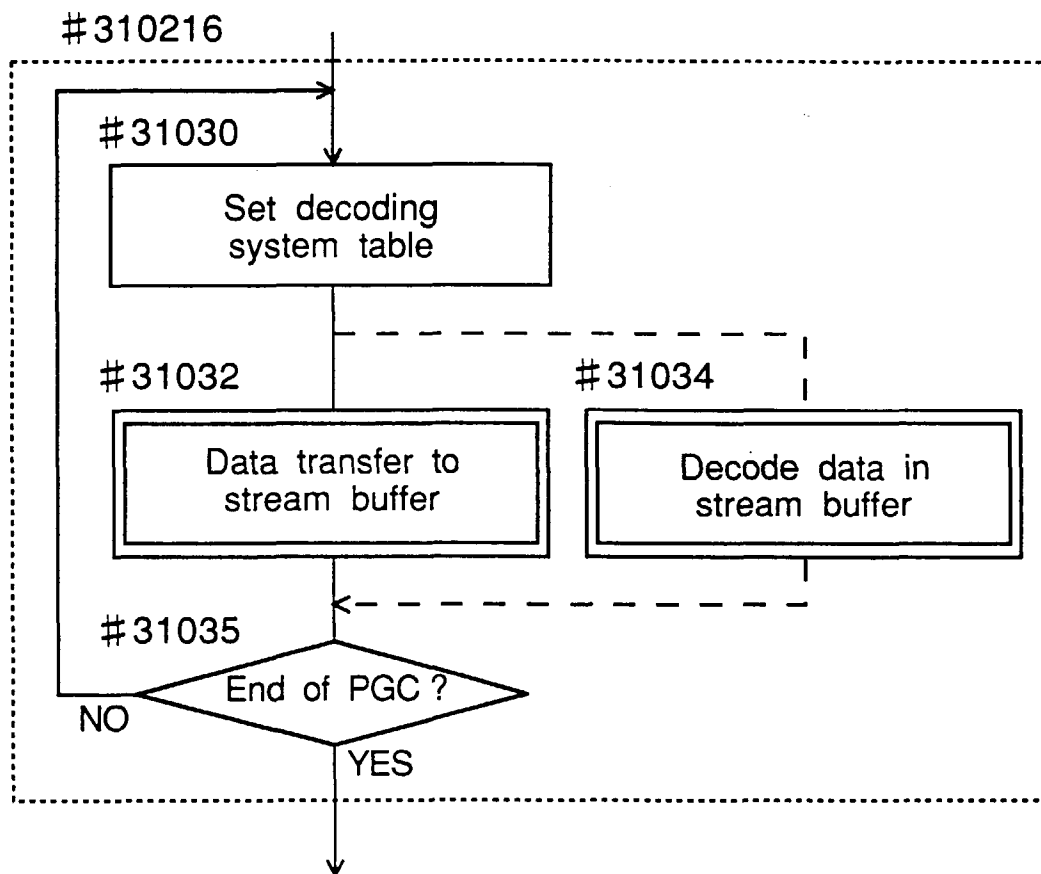 #310216
#31030
Set decoding
system table
#31032
#31034
Data transfer to
stream buffer
Decode data in
stream buffer
#31035
End of PGC ?
NO
YES